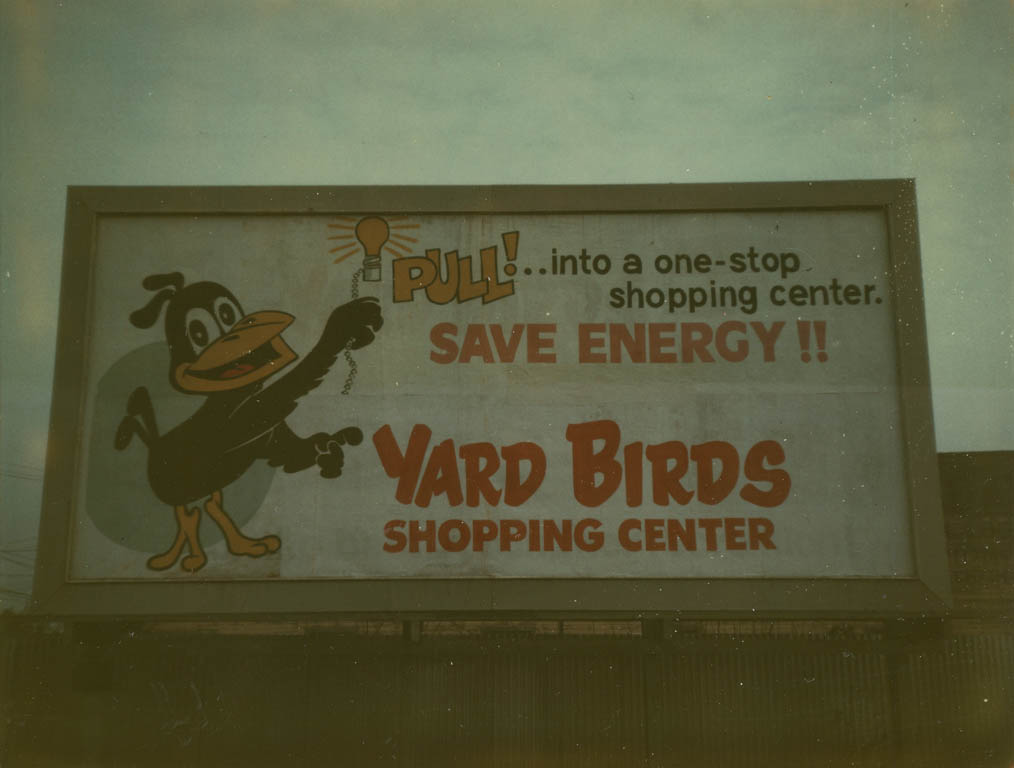 PULL!..into a one-stop
shopping center.
SAVE ENERGY!!
YARD BIRDS
SHOPPING CENTER